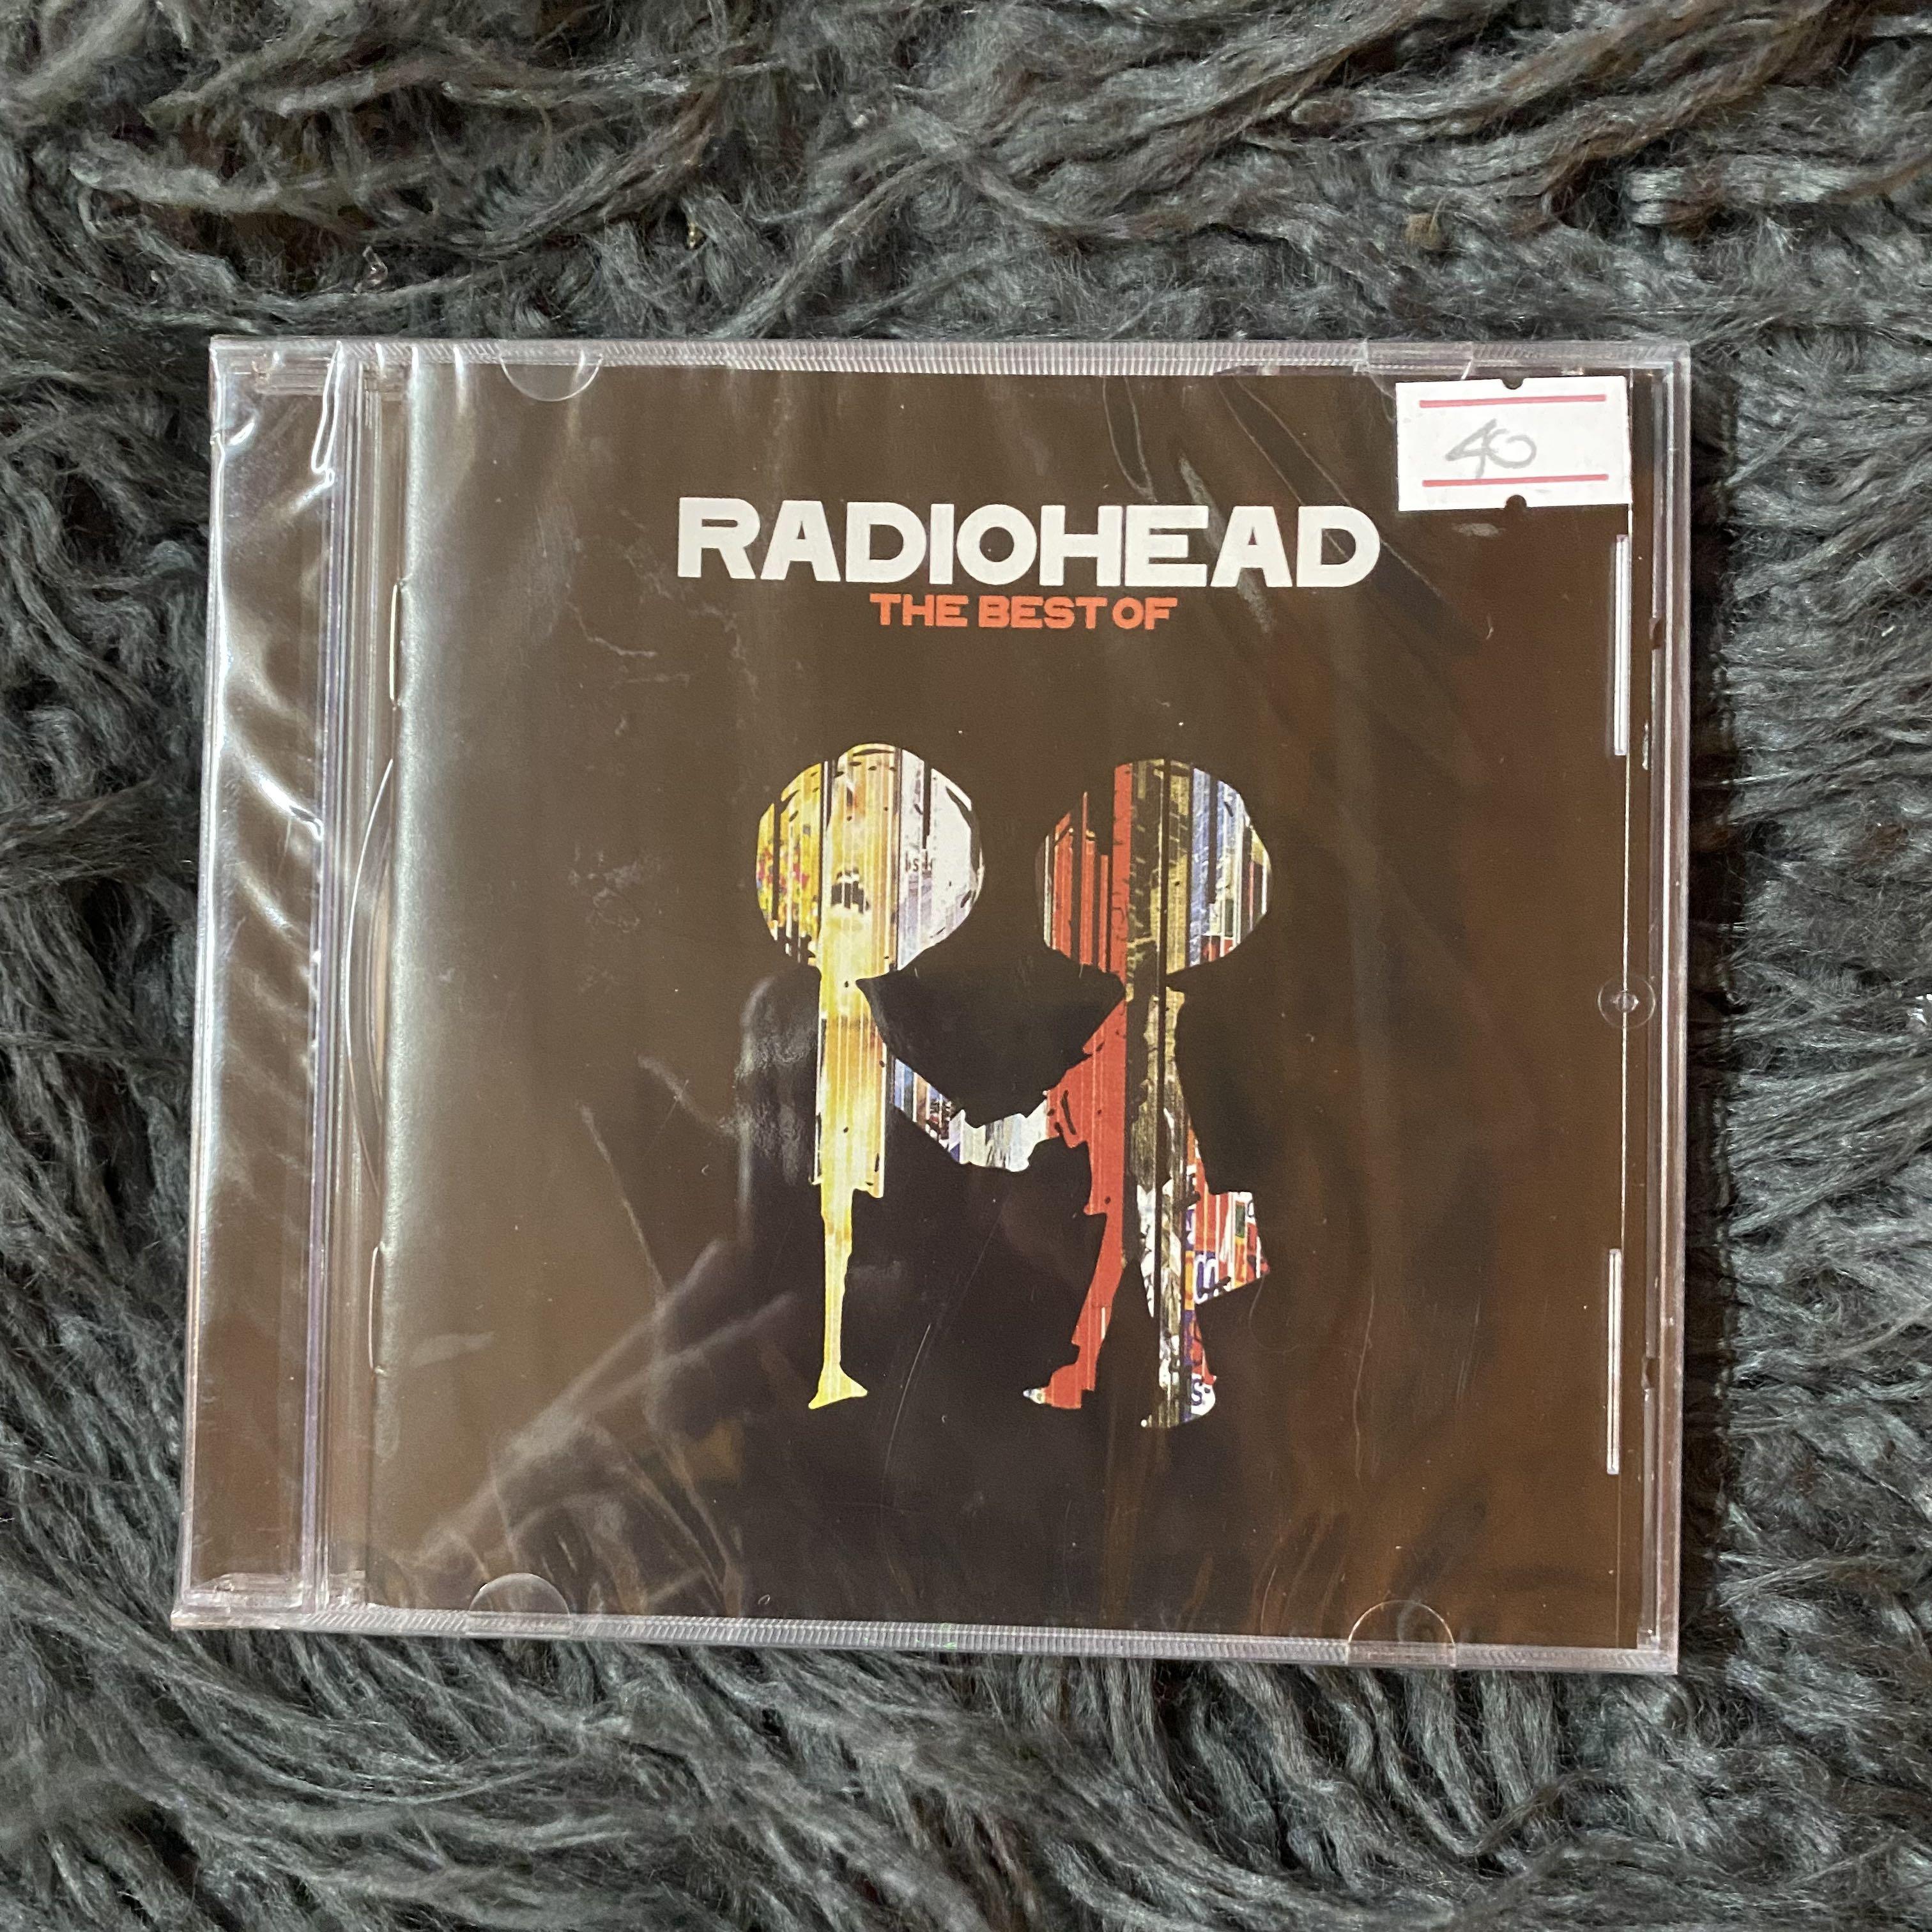 40
RADIOHEAD
THE BEST OF